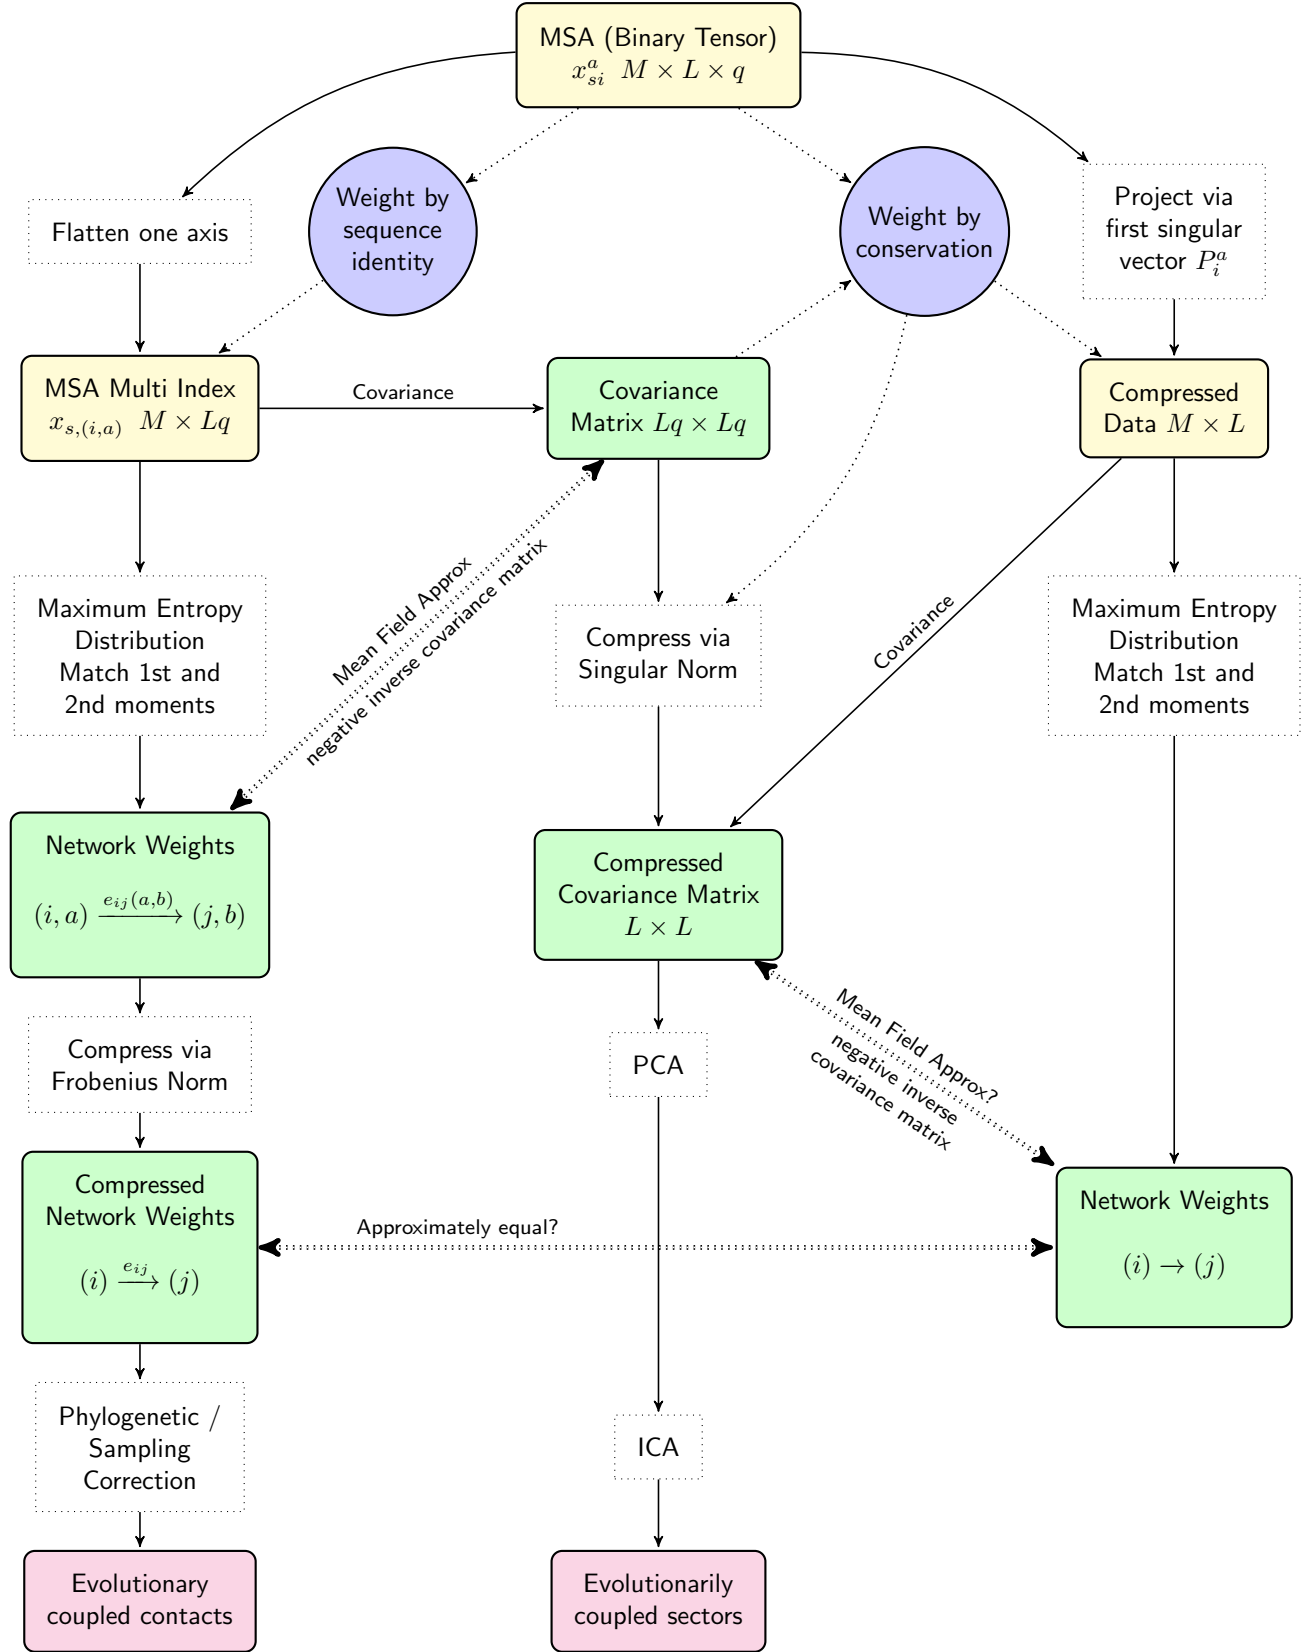 MSA (Binary Tensor)
x_{si}^a M × L × q
Weight by
sequence
identity
Weight by
conservation
Project via
first singular
vector P_i^a
Flatten one axis
MSA Multi Index
x_{s,(i,a)} M × Lq
Covariance
Covariance
Matrix Lq × Lq
Compressed
Data M × L
Mean Field Approx
negative inverse covariance matrix
Maximum Entropy
Distribution
Match 1st and
2nd moments
Compress via
Singular Norm
Covariance
Maximum Entropy
Distribution
Match 1st and
2nd moments
Network Weights
(i, a) \xrightarrow{e_{ij}(a,b)} (j, b)
Compressed
Covariance Matrix
L × L
Compress via
Frobenius Norm
PCA
Mean Field Approx?
negative inverse
covariance matrix
Compressed
Network Weights
(i) \xrightarrow{e_{ij}} (j)
Approximately equal?
Network Weights
(i) → (j)
Phylogenetic /
Sampling
Correction
ICA
Evolutionary
coupled contacts
Evolutionarily
coupled sectors